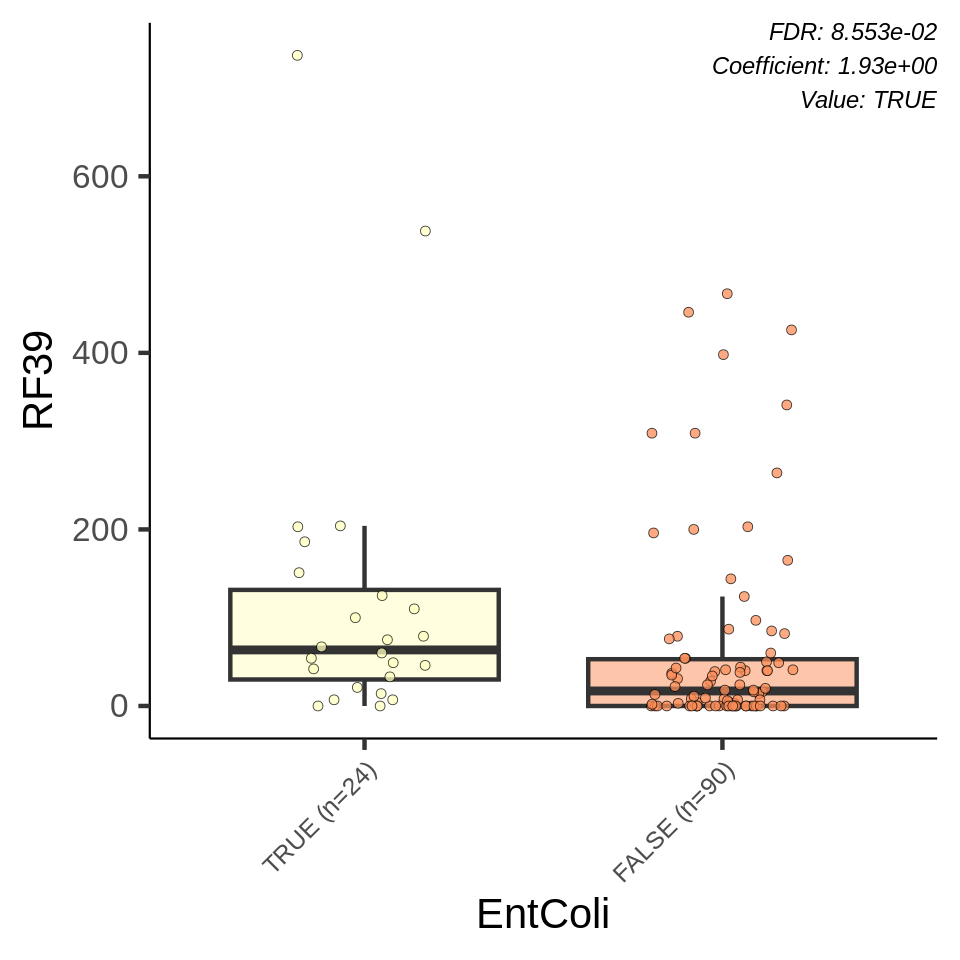 FDR: 8.553e-02
Coefficient: 1.93e+00
Value: TRUE
600
400
200
0
RF39
TRUE (n=24)
FALSE (n=90)
EntColi